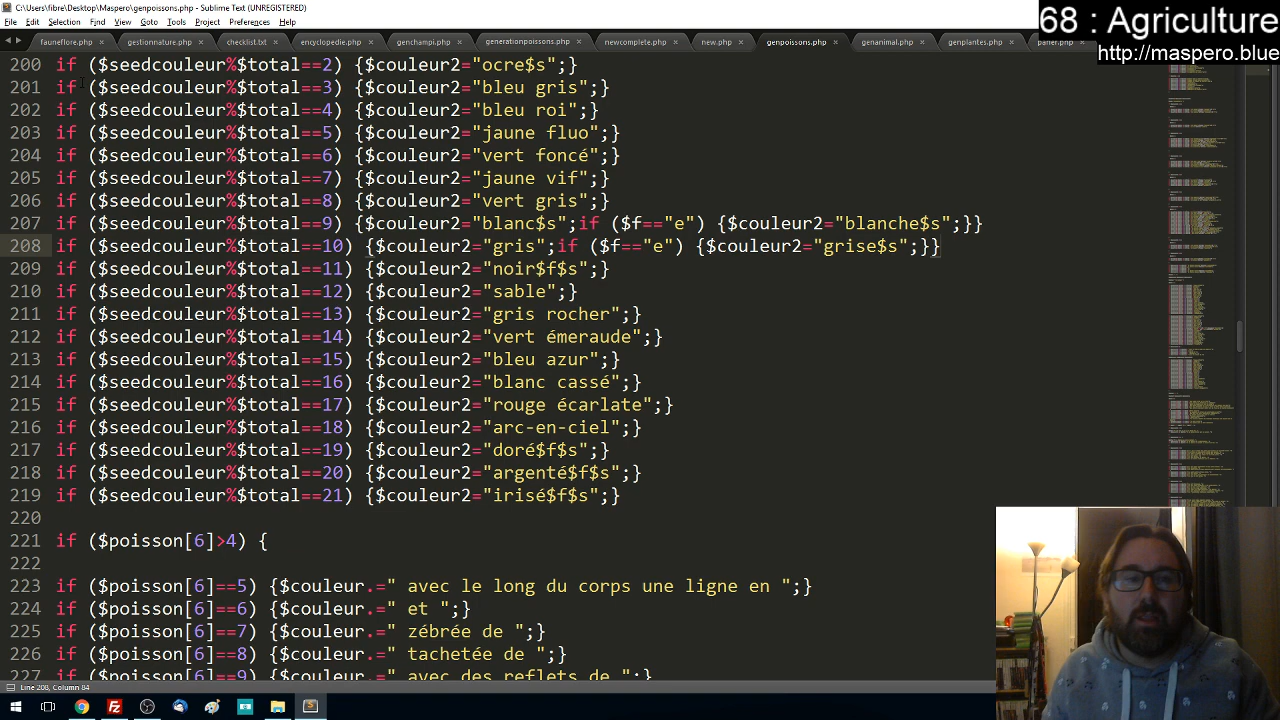 C:\Users\fibre\Desktop\Maspero\genpoissons.php - Sublime Text (UNREGISTERED)
68 : Agriculture
File Edit Selection Find View Goto Tools Project Preferences Help
http://maspero.blue
fauneflore.php gestionnature.php checklist.txt encyclopedie.php genchampi.php generationpoissons.php newcomplete.php new.php genpoissons.php genanimal.php genplantes.php parler.php
200 if ($seedcouleur%$total==2) {$couleur2="ocre$s";}
201 if ($seedcouleur%$total==3) {$couleur2="bleu gris";}
202 if ($seedcouleur%$total==4) {$couleur2="bleu roi";}
203 if ($seedcouleur%$total==5) {$couleur2="jaune fluo";}
204 if ($seedcouleur%$total==6) {$couleur2="vert foncé";}
205 if ($seedcouleur%$total==7) {$couleur2="jaune vif";}
206 if ($seedcouleur%$total==8) {$couleur2="vert gris";}
207 if ($seedcouleur%$total==9) {$couleur2="blanc$s";if ($f=="e") {$couleur2="blanche$s";}}
208 if ($seedcouleur%$total==10) {$couleur2="gris";if ($f=="e") {$couleur2="grise$s";}}
209 if ($seedcouleur%$total==11) {$couleur2="noir$f$s";}
210 if ($seedcouleur%$total==12) {$couleur2="sable";}
211 if ($seedcouleur%$total==13) {$couleur2="gris rocher";}
212 if ($seedcouleur%$total==14) {$couleur2="vert émeraude";}
213 if ($seedcouleur%$total==15) {$couleur2="bleu azur";}
214 if ($seedcouleur%$total==16) {$couleur2="blanc cassé";}
215 if ($seedcouleur%$total==17) {$couleur2="rouge écarlate";}
216 if ($seedcouleur%$total==18) {$couleur2="arc-en-ciel";}
217 if ($seedcouleur%$total==19) {$couleur2="doré$f$s";}
218 if ($seedcouleur%$total==20) {$couleur2="argenté$f$s";}
219 if ($seedcouleur%$total==21) {$couleur2="irisé$f$s";}
220
221 if ($poisson[6]>4) {
222
223 if ($poisson[6]==5) {$couleur.=" avec le long du corps une ligne en ";}
224 if ($poisson[6]==6) {$couleur.=" et ";}
225 if ($poisson[6]==7) {$couleur.=" zébrée de ";}
226 if ($poisson[6]==8) {$couleur.=" tachetée de ";}
227 if ($poisson[6]==9) {$couleur.=" avec des reflets de ";}
Line 208, Column 84